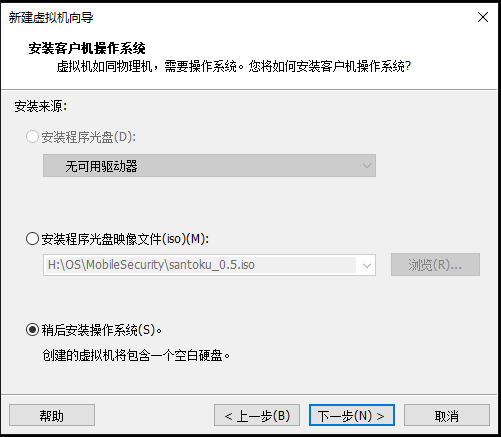 新建虚拟机向导
安装客户机操作系统
虚拟机如同物理机，需要操作系统。您将如何安装客户机操作系统?
安装来源:
安装程序光盘(D):
无可用驱动器
安装程序光盘映像文件(iso)(M):
H:\OS\MobileSecurity\santoku_0.5.iso
浏览(R)...
稍后安装操作系统(S)。
创建的虚拟机将包含一个空白硬盘。
帮助
< 上一步(B)
下一步(N) >
取消